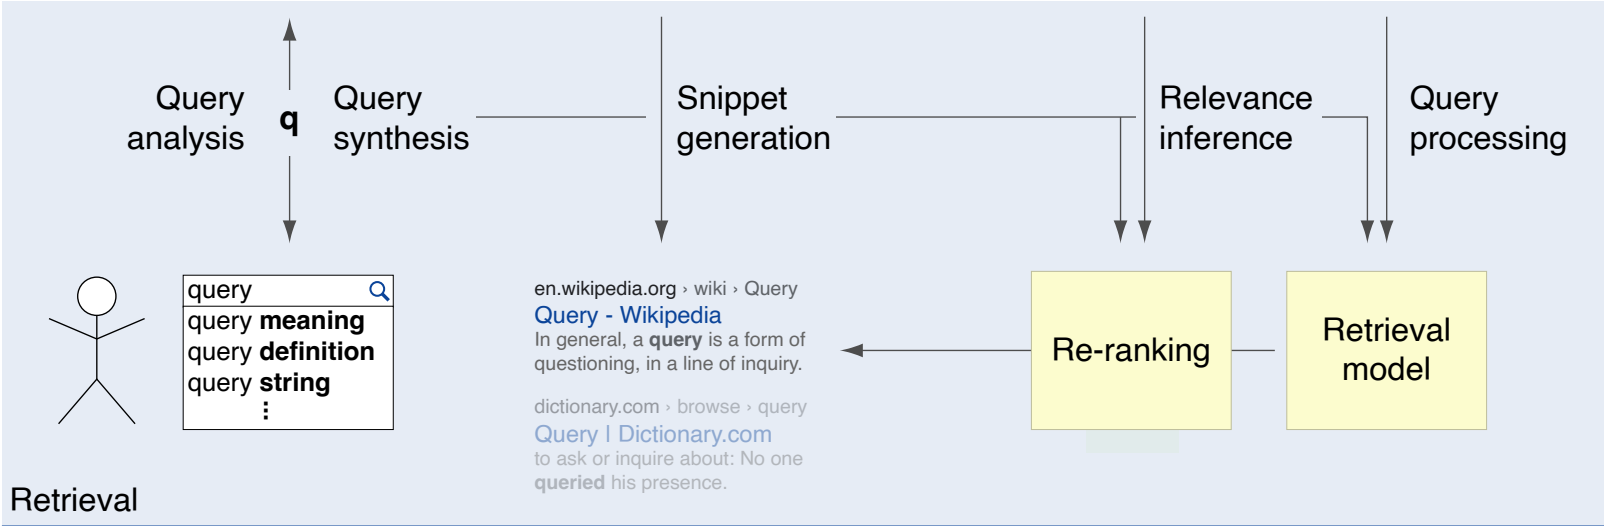 Query
analysis
q
Query
synthesis
Snippet
generation
Relevance
inference
Query
processing
query
query meaning
query definition
query string
⋮
en.wikipedia.org › wiki › Query
Query - Wikipedia
In general, a query is a form of
questioning, in a line of inquiry.
dictionary.com › browse › query
Query | Dictionary.com
to ask or inquire about: No one
queried his presence.
Re-ranking
Retrieval
model
Retrieval